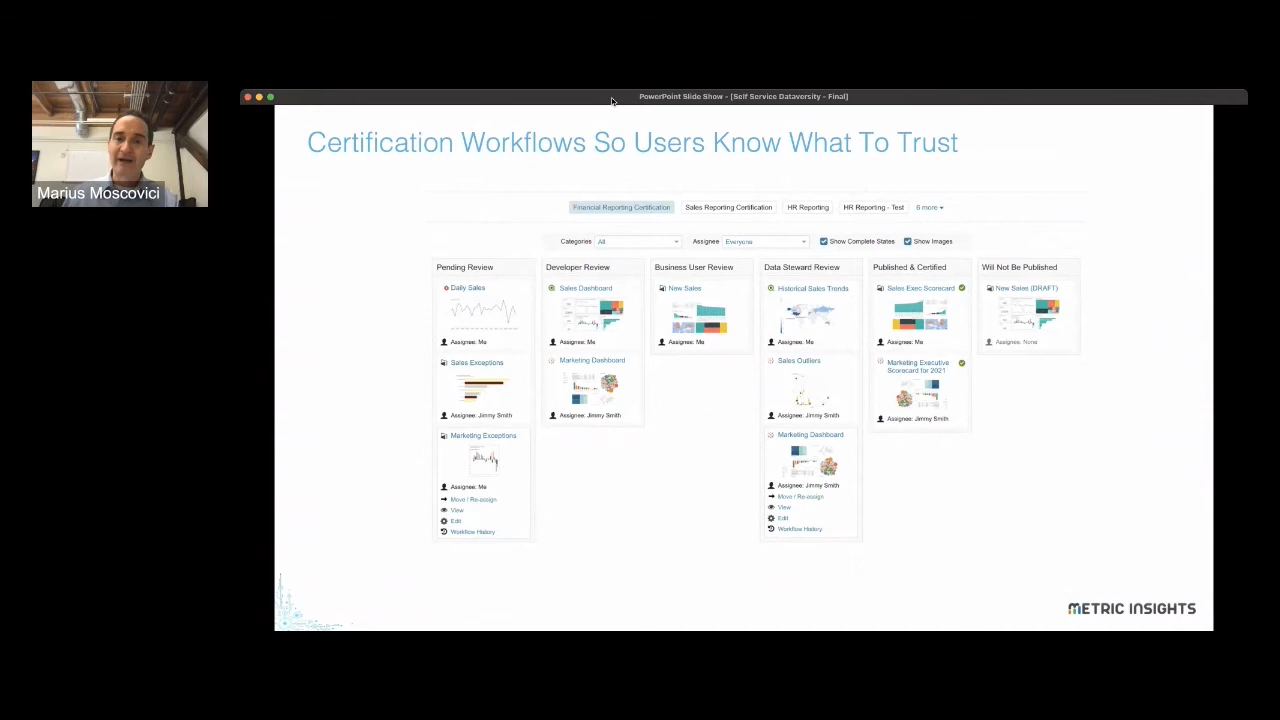 PowerPoint Slide Show - [Self Service Dataversity - Final]
Marius Moscovici
Certification Workflows So Users Know What To Trust
Financial Reporting Certification Sales Reporting Certification HR Reporting HR Reporting - Test 6 more
Categories All Assignee Everyone Show Complete States Show Images
Pending Review
Daily Sales
Assignee: Me
Sales Exceptions
Assignee: Jimmy Smith
Marketing Exceptions
Assignee: Me
Move / Re-assign
View
Edit
Workflow History
Developer Review
Sales Dashboard
Assignee: Me
Marketing Dashboard
Assignee: Jimmy Smith
Business User Review
New Sales
Assignee: Me
Data Steward Review
Historical Sales Trends
Assignee: Me
Sales Outliers
Assignee: Jimmy Smith
Marketing Dashboard
Assignee: Jimmy Smith
Move / Re-assign
View
Edit
Workflow History
Published & Certified
Sales Exec Scorecard
Assignee: Me
Marketing Executive
Scorecard for 2021
Assignee: Jimmy Smith
Will Not Be Published
New Sales (DRAFT)
Assignee: None
METRIC INSIGHTS